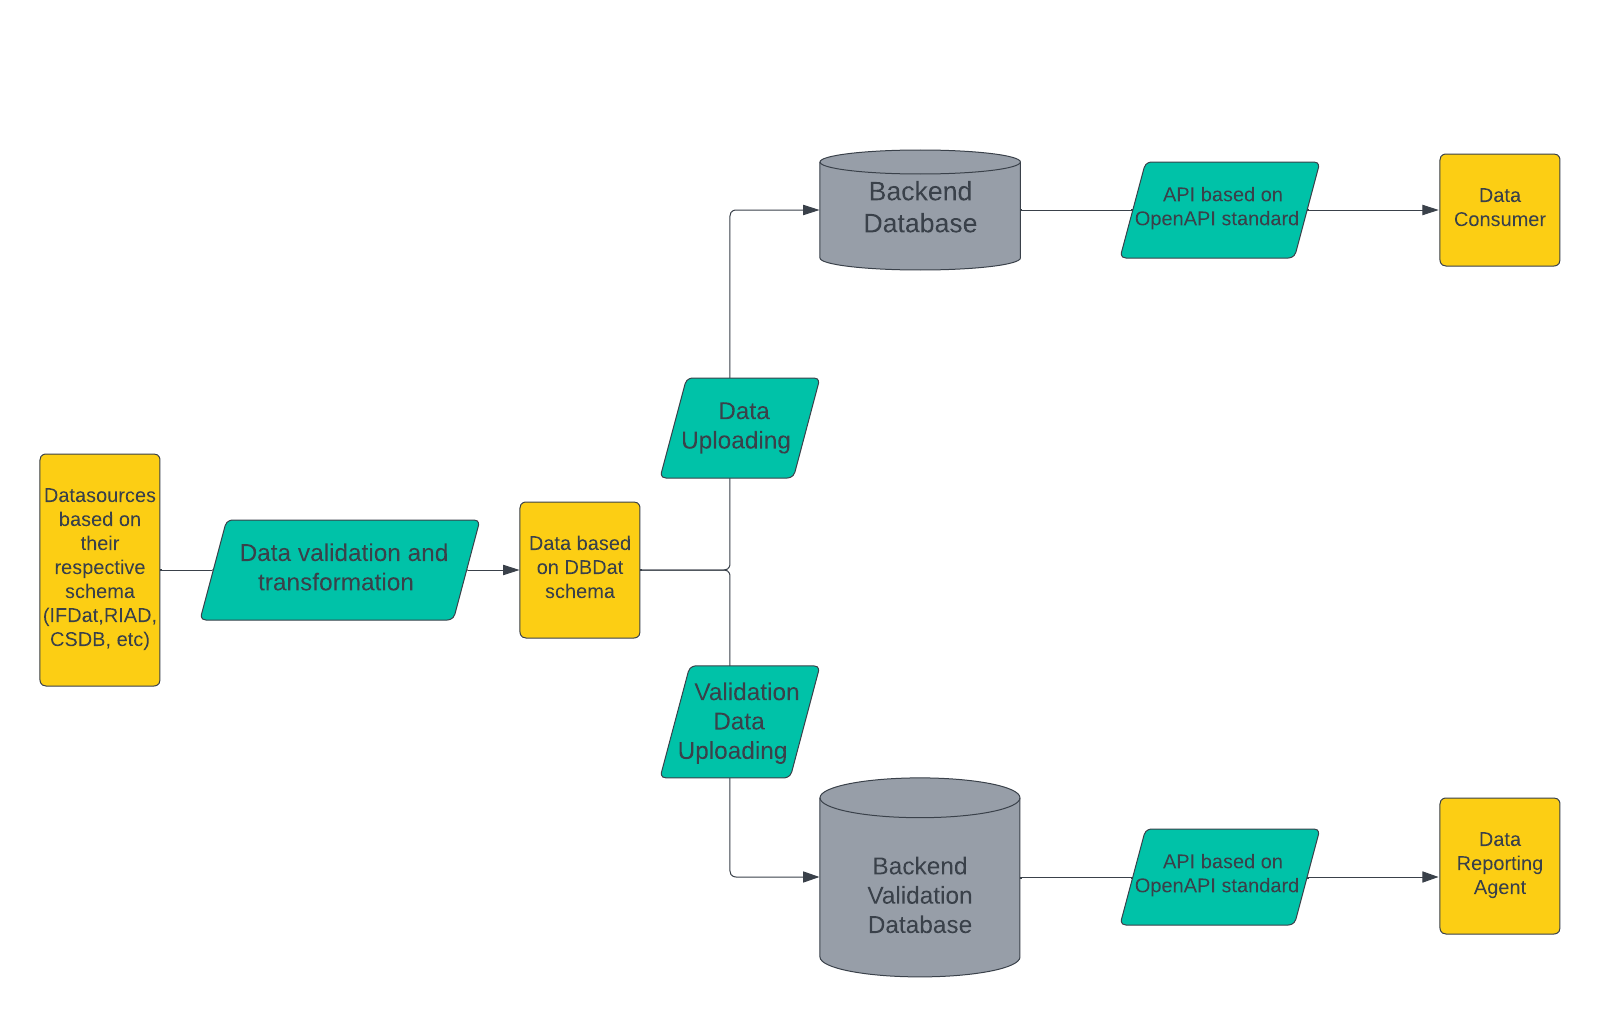 Datasources
based on
their
respective
schema
(IFDat,RIAD,
CSDB, etc)
Data validation and
transformation
Data based
on DBDat
schema
Data
Uploading
Backend
Database
API based on
OpenAPI standard
Data
Consumer
Validation
Data
Uploading
Backend
Validation
Database
API based on
OpenAPI standard
Data
Reporting
Agent